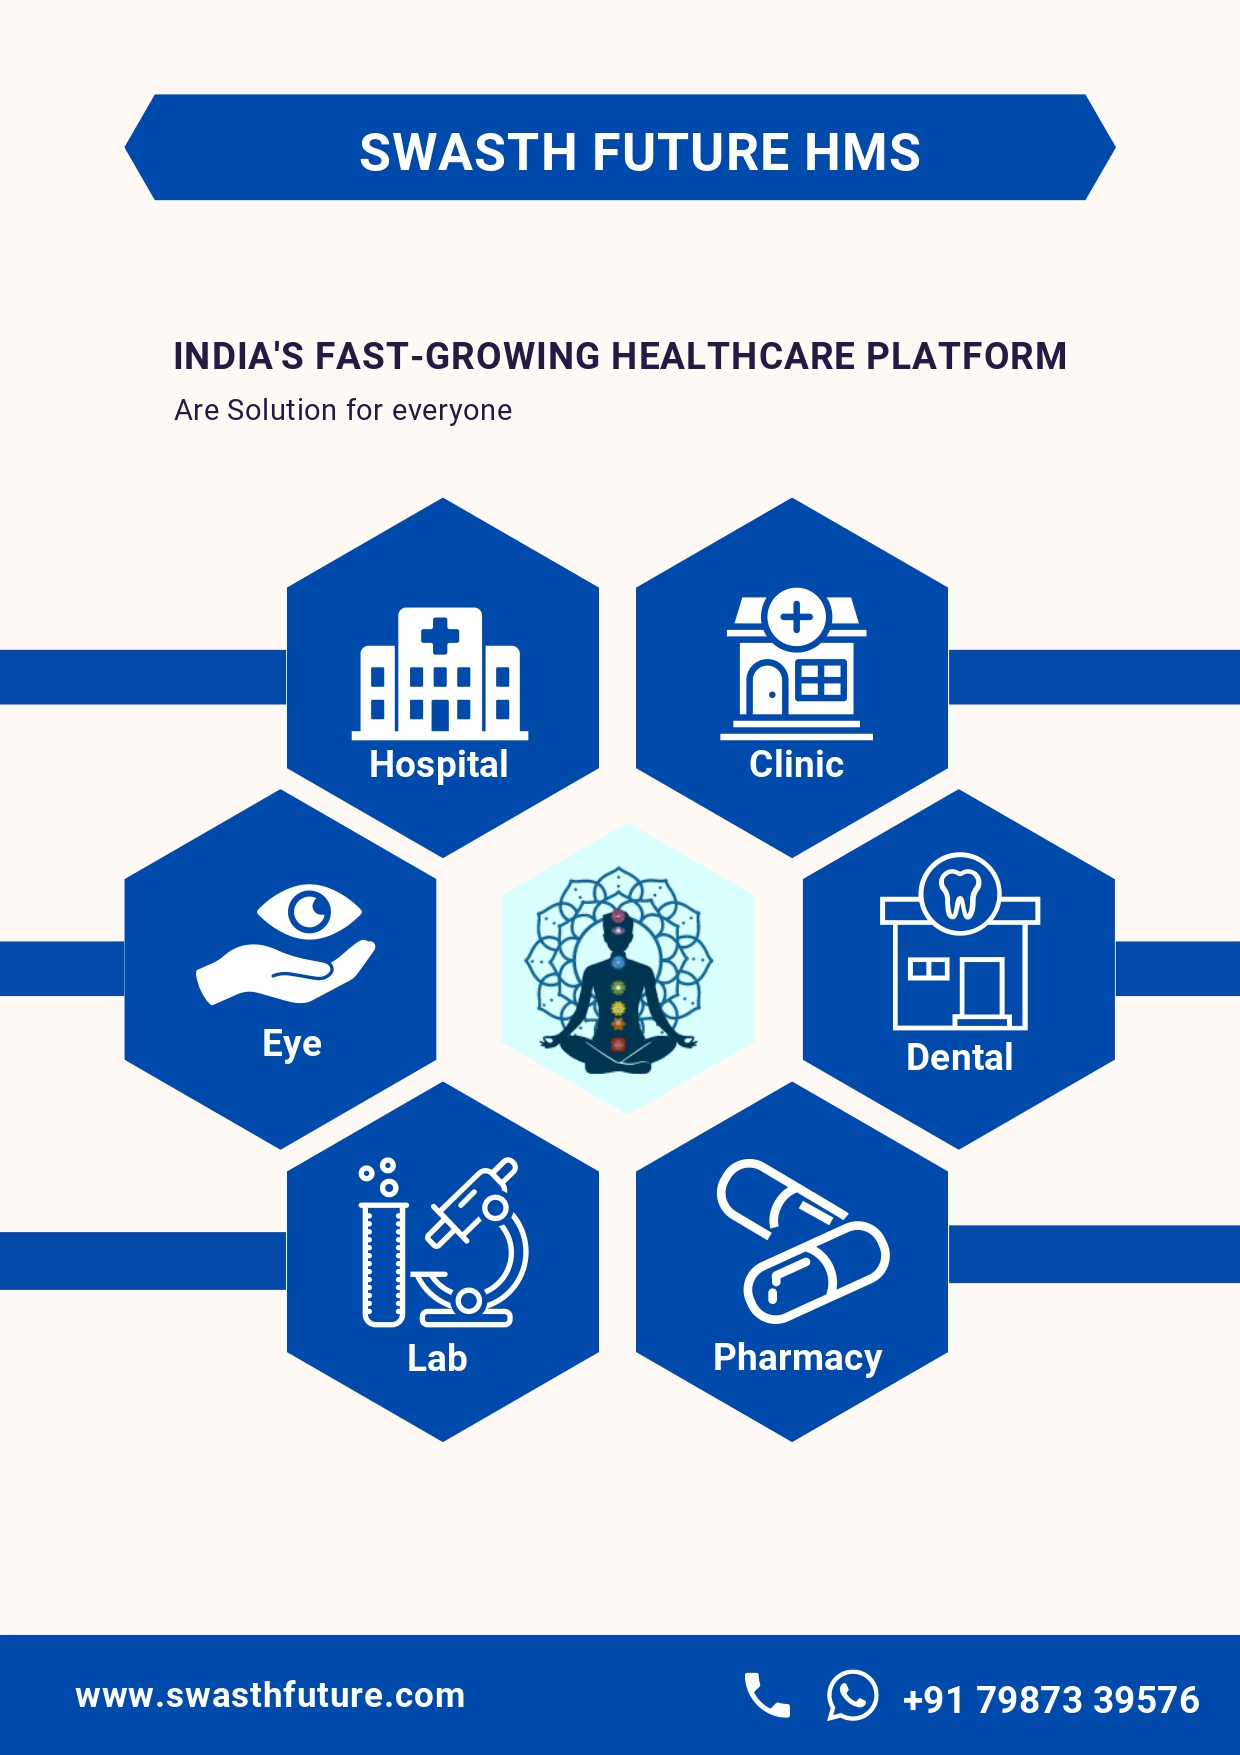 SWASTH FUTURE HMS
INDIA'S FAST-GROWING HEALTHCARE PLATFORM
Are Solution for everyone
Hospital
Clinic
Eye
Dental
Lab
Pharmacy
www.swasthfuture.com
+91 79873 39576